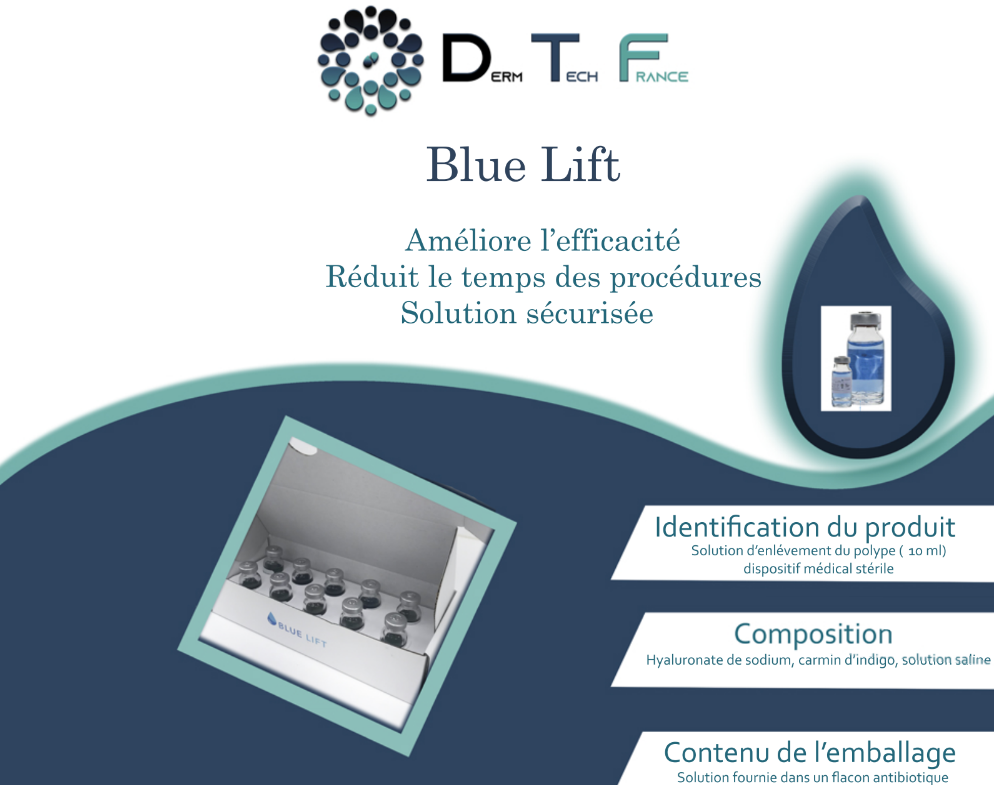 DERM TECH FRANCE
Blue Lift
Améliore l’efficacité
Réduit le temps des procédures
Solution sécurisée
BLUE LIFT
Identification du produit
Solution d’enlévement du polype ( 10 ml)
dispositif médical stérile
Composition
Hyaluronate de sodium, carmin d’indigo, solution saline
Contenu de l’emballage
Solution fournie dans un flacon antibiotique